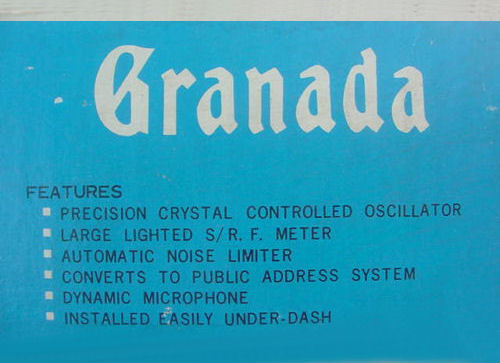 Granada
FEATURES
PRECISION CRYSTAL CONTROLLED OSCILLATOR
LARGE LIGHTED S/R.F. METER
AUTOMATIC NOISE LIMITER
CONVERTS TO PUBLIC ADDRESS SYSTEM
DYNAMIC MICROPHONE
INSTALLED EASILY UNDER-DASH